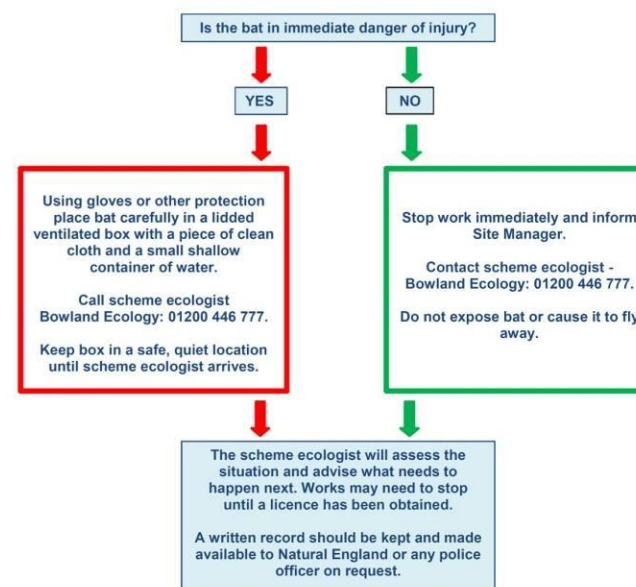 Is the bat in immediate danger of injury?
YES
NO
Using gloves or other protection
place bat carefully in a lidded
ventilated box with a piece of clean
cloth and a small shallow
container of water.
Call scheme ecologist
Bowland Ecology: 01200 446 777.
Keep box in a safe, quiet location
until scheme ecologist arrives.
Stop work immediately and inform
Site Manager.
Contact scheme ecologist -
Bowland Ecology: 01200 446 777.
Do not expose bat or cause it to fly
away.
The scheme ecologist will assess the
situation and advise what needs to
happen next. Works may need to stop
until a licence has been obtained.
A written record should be kept and made
available to Natural England or any police
officer on request.